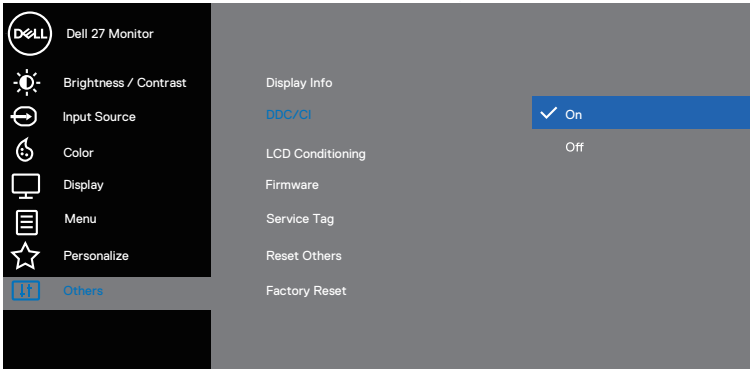 DELL
Dell 27 Monitor
Brightness / Contrast
Input Source
Color
Display
Menu
Personalize
Others
Display Info
DDC/CI
LCD Conditioning
Firmware
Service Tag
Reset Others
Factory Reset
On
Off